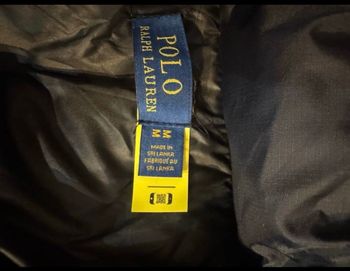 POLO
RALPH LAUREN
M M
MADE IN
SRI LANKA
FABRIQUÉ AU
SRI LANKA